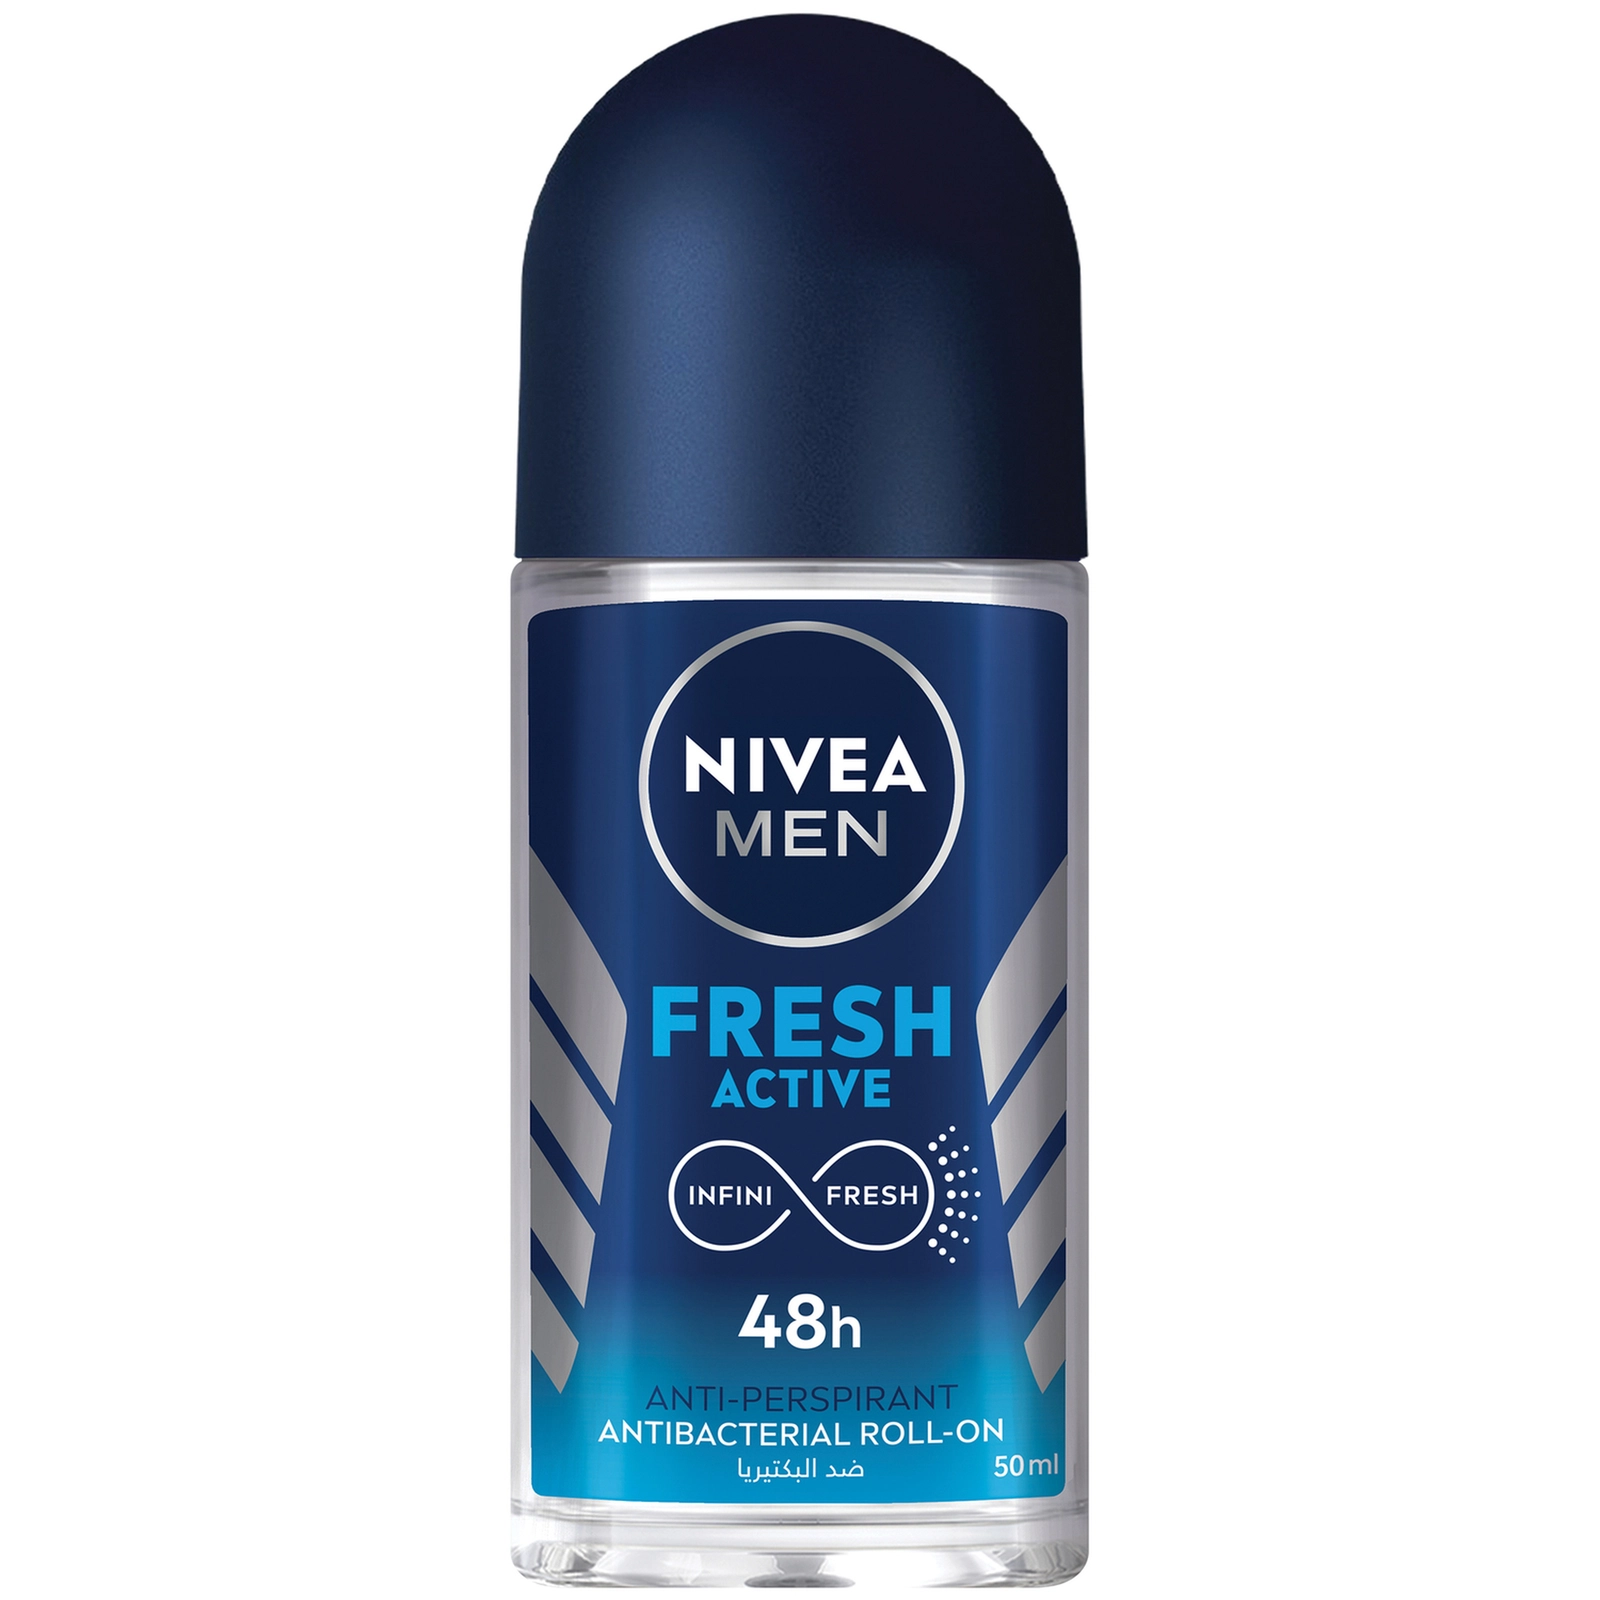 NIVEA
MEN
FRESH
ACTIVE
INFINI FRESH
48h
ANTI-PERSPIRANT
ANTIBACTERIAL ROLL-ON
ضد البكتيريا
50 ml